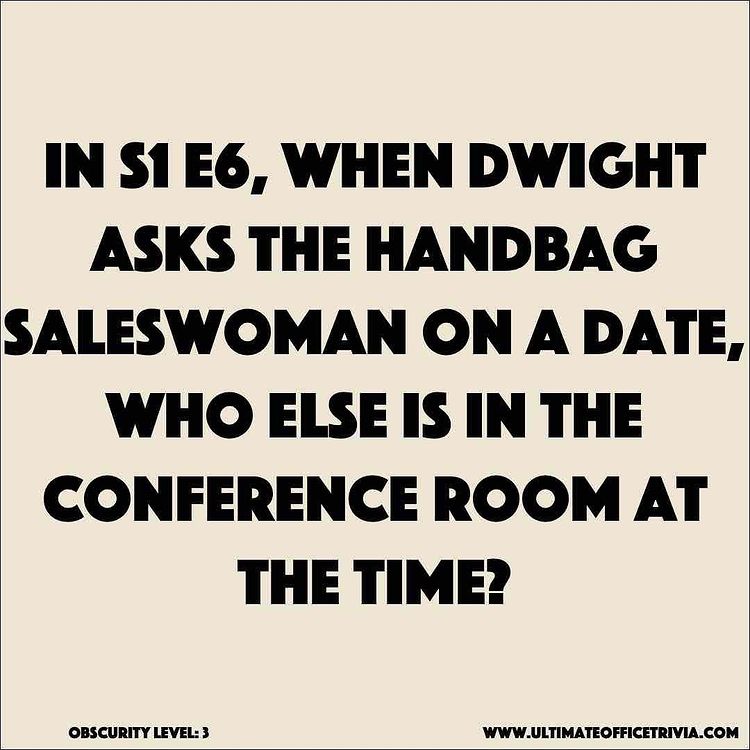 IN S1 E6, WHEN DWIGHT
ASKS THE HANDBAG
SALESWOMAN ON A DATE,
WHO ELSE IS IN THE
CONFERENCE ROOM AT
THE TIME?
OBSCURITY LEVEL: 3
WWW.ULTIMATEOFFICETRIVIA.COM